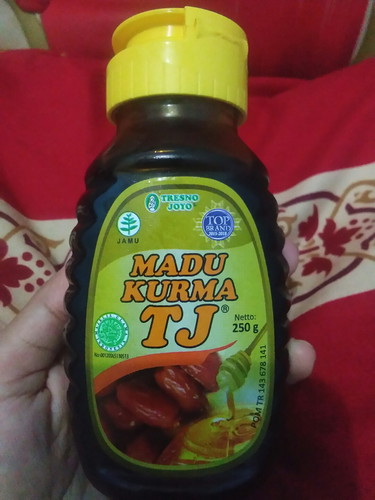 TRESNO
JOYO
JAMU
TOP
BRAND
MADU
KURMA
TJ®
Netto:
250 g
POM TR 143 678 141